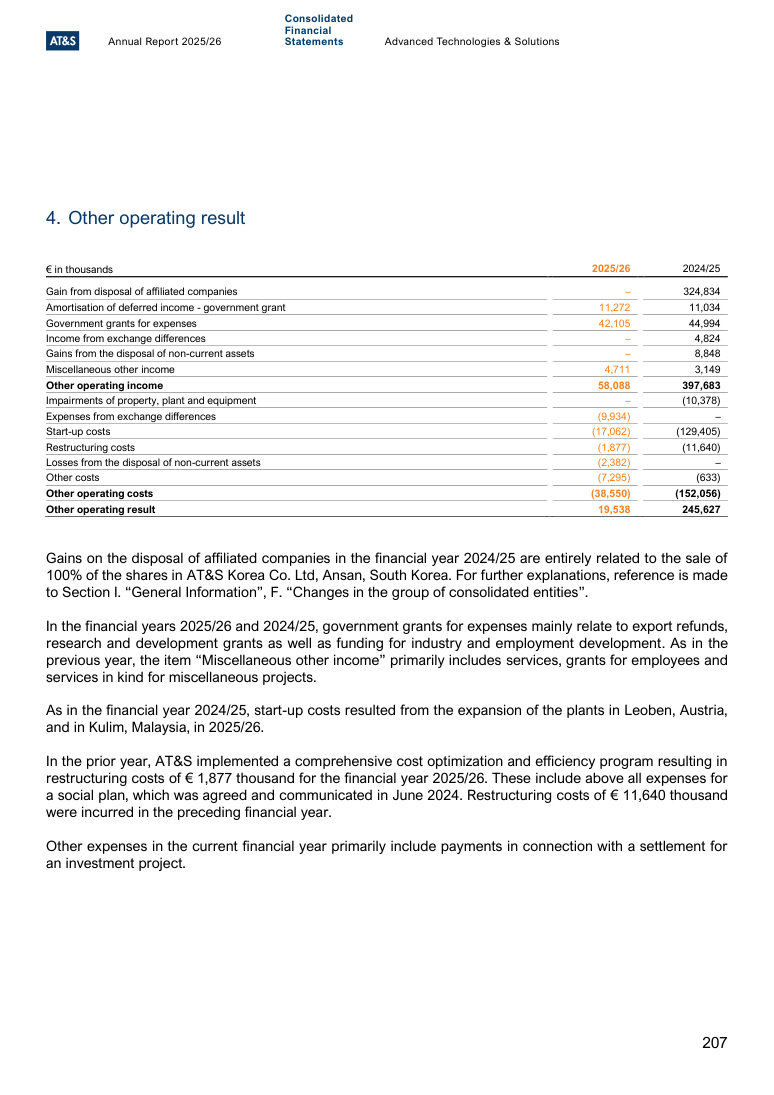 AT&S
Annual Report 2025/26
Consolidated
Financial
Statements
Advanced Technologies & Solutions
4. Other operating result
€ in thousands 2025/26 2024/25
Gain from disposal of affiliated companies – 324,834
Amortisation of deferred income - government grant 11,272 11,034
Government grants for expenses 42,105 44,994
Income from exchange differences – 4,824
Gains from the disposal of non-current assets – 8,848
Miscellaneous other income 4,711 3,149
Other operating income 58,088 397,683
Impairments of property, plant and equipment – (10,378)
Expenses from exchange differences (9,934) –
Start-up costs (17,062) (129,405)
Restructuring costs (1,877) (11,640)
Losses from the disposal of non-current assets (2,382) –
Other costs (7,295) (633)
Other operating costs (38,550) (152,056)
Other operating result 19,538 245,627
Gains on the disposal of affiliated companies in the financial year 2024/25 are entirely related to the sale of
100% of the shares in AT&S Korea Co. Ltd, Ansan, South Korea. For further explanations, reference is made
to Section I. “General Information”, F. “Changes in the group of consolidated entities”.
In the financial years 2025/26 and 2024/25, government grants for expenses mainly relate to export refunds,
research and development grants as well as funding for industry and employment development. As in the
previous year, the item “Miscellaneous other income” primarily includes services, grants for employees and
services in kind for miscellaneous projects.
As in the financial year 2024/25, start-up costs resulted from the expansion of the plants in Leoben, Austria,
and in Kulim, Malaysia, in 2025/26.
In the prior year, AT&S implemented a comprehensive cost optimization and efficiency program resulting in
restructuring costs of € 1,877 thousand for the financial year 2025/26. These include above all expenses for
a social plan, which was agreed and communicated in June 2024. Restructuring costs of € 11,640 thousand
were incurred in the preceding financial year.
Other expenses in the current financial year primarily include payments in connection with a settlement for
an investment project.
207